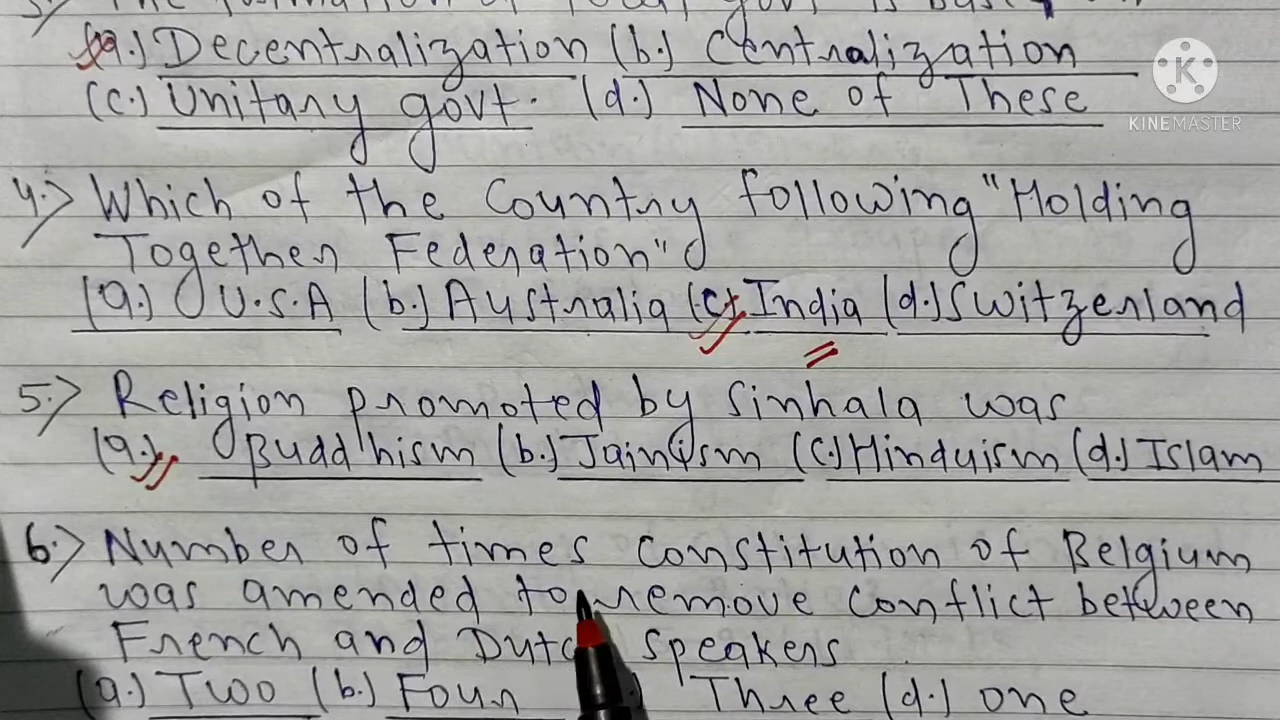 (a.) Decentralization (b.) Centralization
(c.) Unitary govt. (d.) None of These
KINEMASTER
4.> Which of the Country following "Holding
Together Federation"
(a.) U.S.A (b.) Australia (c) India (d.) Switzerland
5.> Religion promoted by Sinhala was
(a.) Buddhism (b.) Jainism (c.) Hinduism (d.) Islam
6.> Number of times constitution of Belgium
was amended to remove conflict between
French and Dutch speakers
(a.) Two (b.) Four ) Three (d.) one